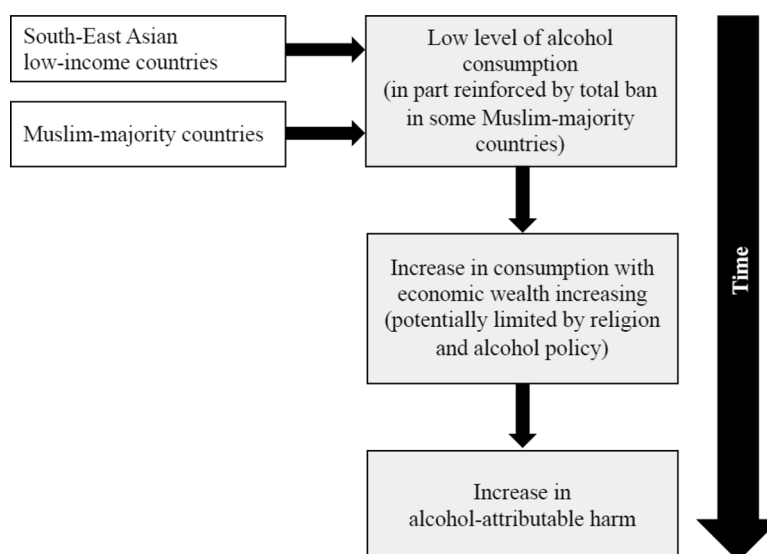 South-East Asian
low-income countries
Muslim-majority countries
Low level of alcohol
consumption
(in part reinforced by total ban
in some Muslim-majority
countries)
Increase in consumption with
economic wealth increasing
(potentially limited by religion
and alcohol policy)
Increase in
alcohol-attributable harm
Time